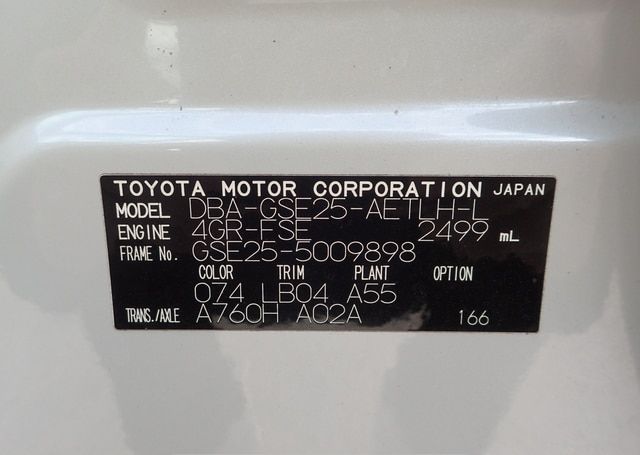 TOYOTA MOTOR CORPORATION JAPAN
MODEL DBA-GSE25-AETLH-L
ENGINE 4GR-FSE 2499 mL
FRAME No. GSE25-5009898
COLOR TRIM PLANT OPTION
074 LB04 A55
TRANS./AXLE A760H A02A 166